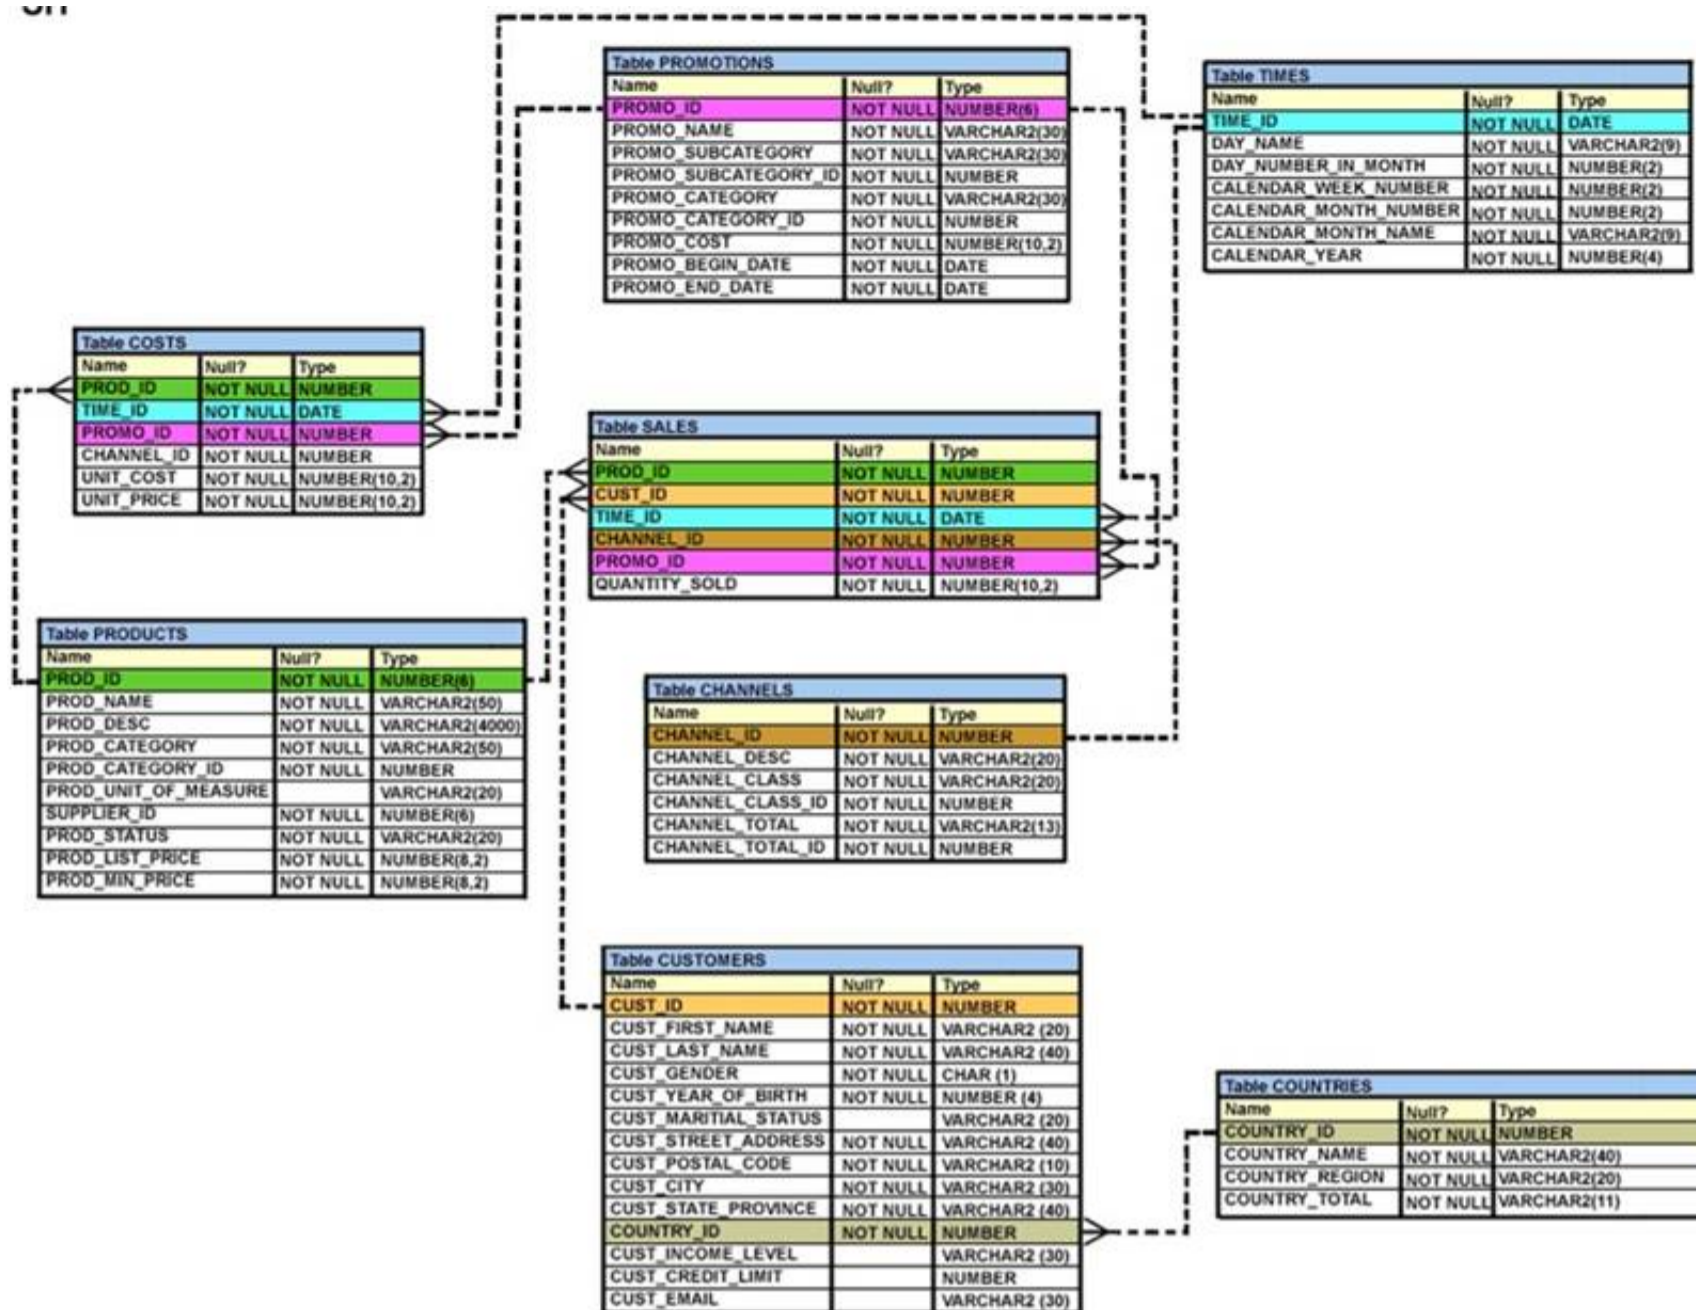 SH
Table PROMOTIONS
Name Null? Type
PROMO_ID NOT NULL NUMBER(6)
PROMO_NAME NOT NULL VARCHAR2(30)
PROMO_SUBCATEGORY NOT NULL VARCHAR2(30)
PROMO_SUBCATEGORY_ID NOT NULL NUMBER
PROMO_CATEGORY NOT NULL VARCHAR2(30)
PROMO_CATEGORY_ID NOT NULL NUMBER
PROMO_COST NOT NULL NUMBER(10,2)
PROMO_BEGIN_DATE NOT NULL DATE
PROMO_END_DATE NOT NULL DATE
Table TIMES
Name Null? Type
TIME_ID NOT NULL DATE
DAY_NAME NOT NULL VARCHAR2(9)
DAY_NUMBER_IN_MONTH NOT NULL NUMBER(2)
CALENDAR_WEEK_NUMBER NOT NULL NUMBER(2)
CALENDAR_MONTH_NUMBER NOT NULL NUMBER(2)
CALENDAR_MONTH_NAME NOT NULL VARCHAR2(9)
CALENDAR_YEAR NOT NULL NUMBER(4)
Table COSTS
Name Null? Type
PROD_ID NOT NULL NUMBER
TIME_ID NOT NULL DATE
PROMO_ID NOT NULL NUMBER
CHANNEL_ID NOT NULL NUMBER
UNIT_COST NOT NULL NUMBER(10,2)
UNIT_PRICE NOT NULL NUMBER(10,2)
Table SALES
Name Null? Type
PROD_ID NOT NULL NUMBER
CUST_ID NOT NULL NUMBER
TIME_ID NOT NULL DATE
CHANNEL_ID NOT NULL NUMBER
PROMO_ID NOT NULL NUMBER
QUANTITY_SOLD NOT NULL NUMBER(10,2)
Table PRODUCTS
Name Null? Type
PROD_ID NOT NULL NUMBER(6)
PROD_NAME NOT NULL VARCHAR2(50)
PROD_DESC NOT NULL VARCHAR2(4000)
PROD_CATEGORY NOT NULL VARCHAR2(50)
PROD_CATEGORY_ID NOT NULL NUMBER
PROD_UNIT_OF_MEASURE VARCHAR2(20)
SUPPLIER_ID NOT NULL NUMBER(6)
PROD_STATUS NOT NULL VARCHAR2(20)
PROD_LIST_PRICE NOT NULL NUMBER(8,2)
PROD_MIN_PRICE NOT NULL NUMBER(8,2)
Table CHANNELS
Name Null? Type
CHANNEL_ID NOT NULL NUMBER
CHANNEL_DESC NOT NULL VARCHAR2(20)
CHANNEL_CLASS NOT NULL VARCHAR2(20)
CHANNEL_CLASS_ID NOT NULL NUMBER
CHANNEL_TOTAL NOT NULL VARCHAR2(13)
CHANNEL_TOTAL_ID NOT NULL NUMBER
Table CUSTOMERS
Name Null? Type
CUST_ID NOT NULL NUMBER
CUST_FIRST_NAME NOT NULL VARCHAR2 (20)
CUST_LAST_NAME NOT NULL VARCHAR2 (40)
CUST_GENDER NOT NULL CHAR (1)
CUST_YEAR_OF_BIRTH NOT NULL NUMBER (4)
CUST_MARITIAL_STATUS VARCHAR2 (20)
CUST_STREET_ADDRESS NOT NULL VARCHAR2 (40)
CUST_POSTAL_CODE NOT NULL VARCHAR2 (10)
CUST_CITY NOT NULL VARCHAR2 (30)
CUST_STATE_PROVINCE NOT NULL VARCHAR2 (40)
COUNTRY_ID NOT NULL NUMBER
CUST_INCOME_LEVEL VARCHAR2 (30)
CUST_CREDIT_LIMIT NUMBER
CUST_EMAIL VARCHAR2 (30)
Table COUNTRIES
Name Null? Type
COUNTRY_ID NOT NULL NUMBER
COUNTRY_NAME NOT NULL VARCHAR2(40)
COUNTRY_REGION NOT NULL VARCHAR2(20)
COUNTRY_TOTAL NOT NULL VARCHAR2(11)